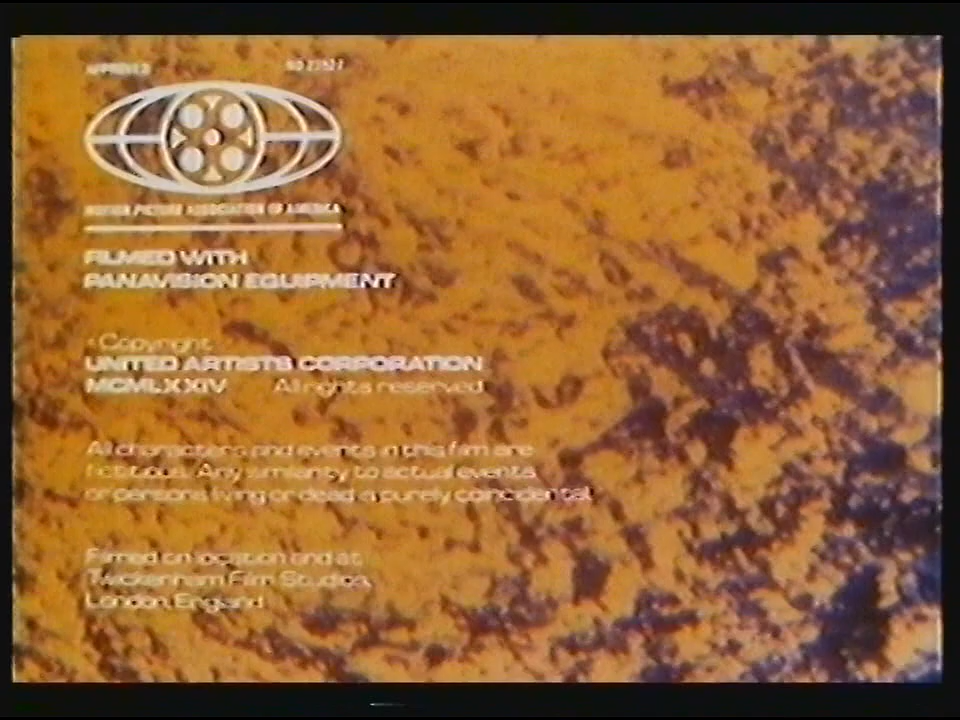 APPROVED
MOTION PICTURE ASSOCIATION OF AMERICA
FILMED WITH
PANAVISION EQUIPMENT
Copyright
UNITED ARTISTS CORPORATION
MCMLXXIV All rights reserved
All characters and events in this film are
fictitious. Any similarity to actual events
or persons living or dead is purely coincidental.
Filmed on location and at
Twickenham Film Studios,
London, England